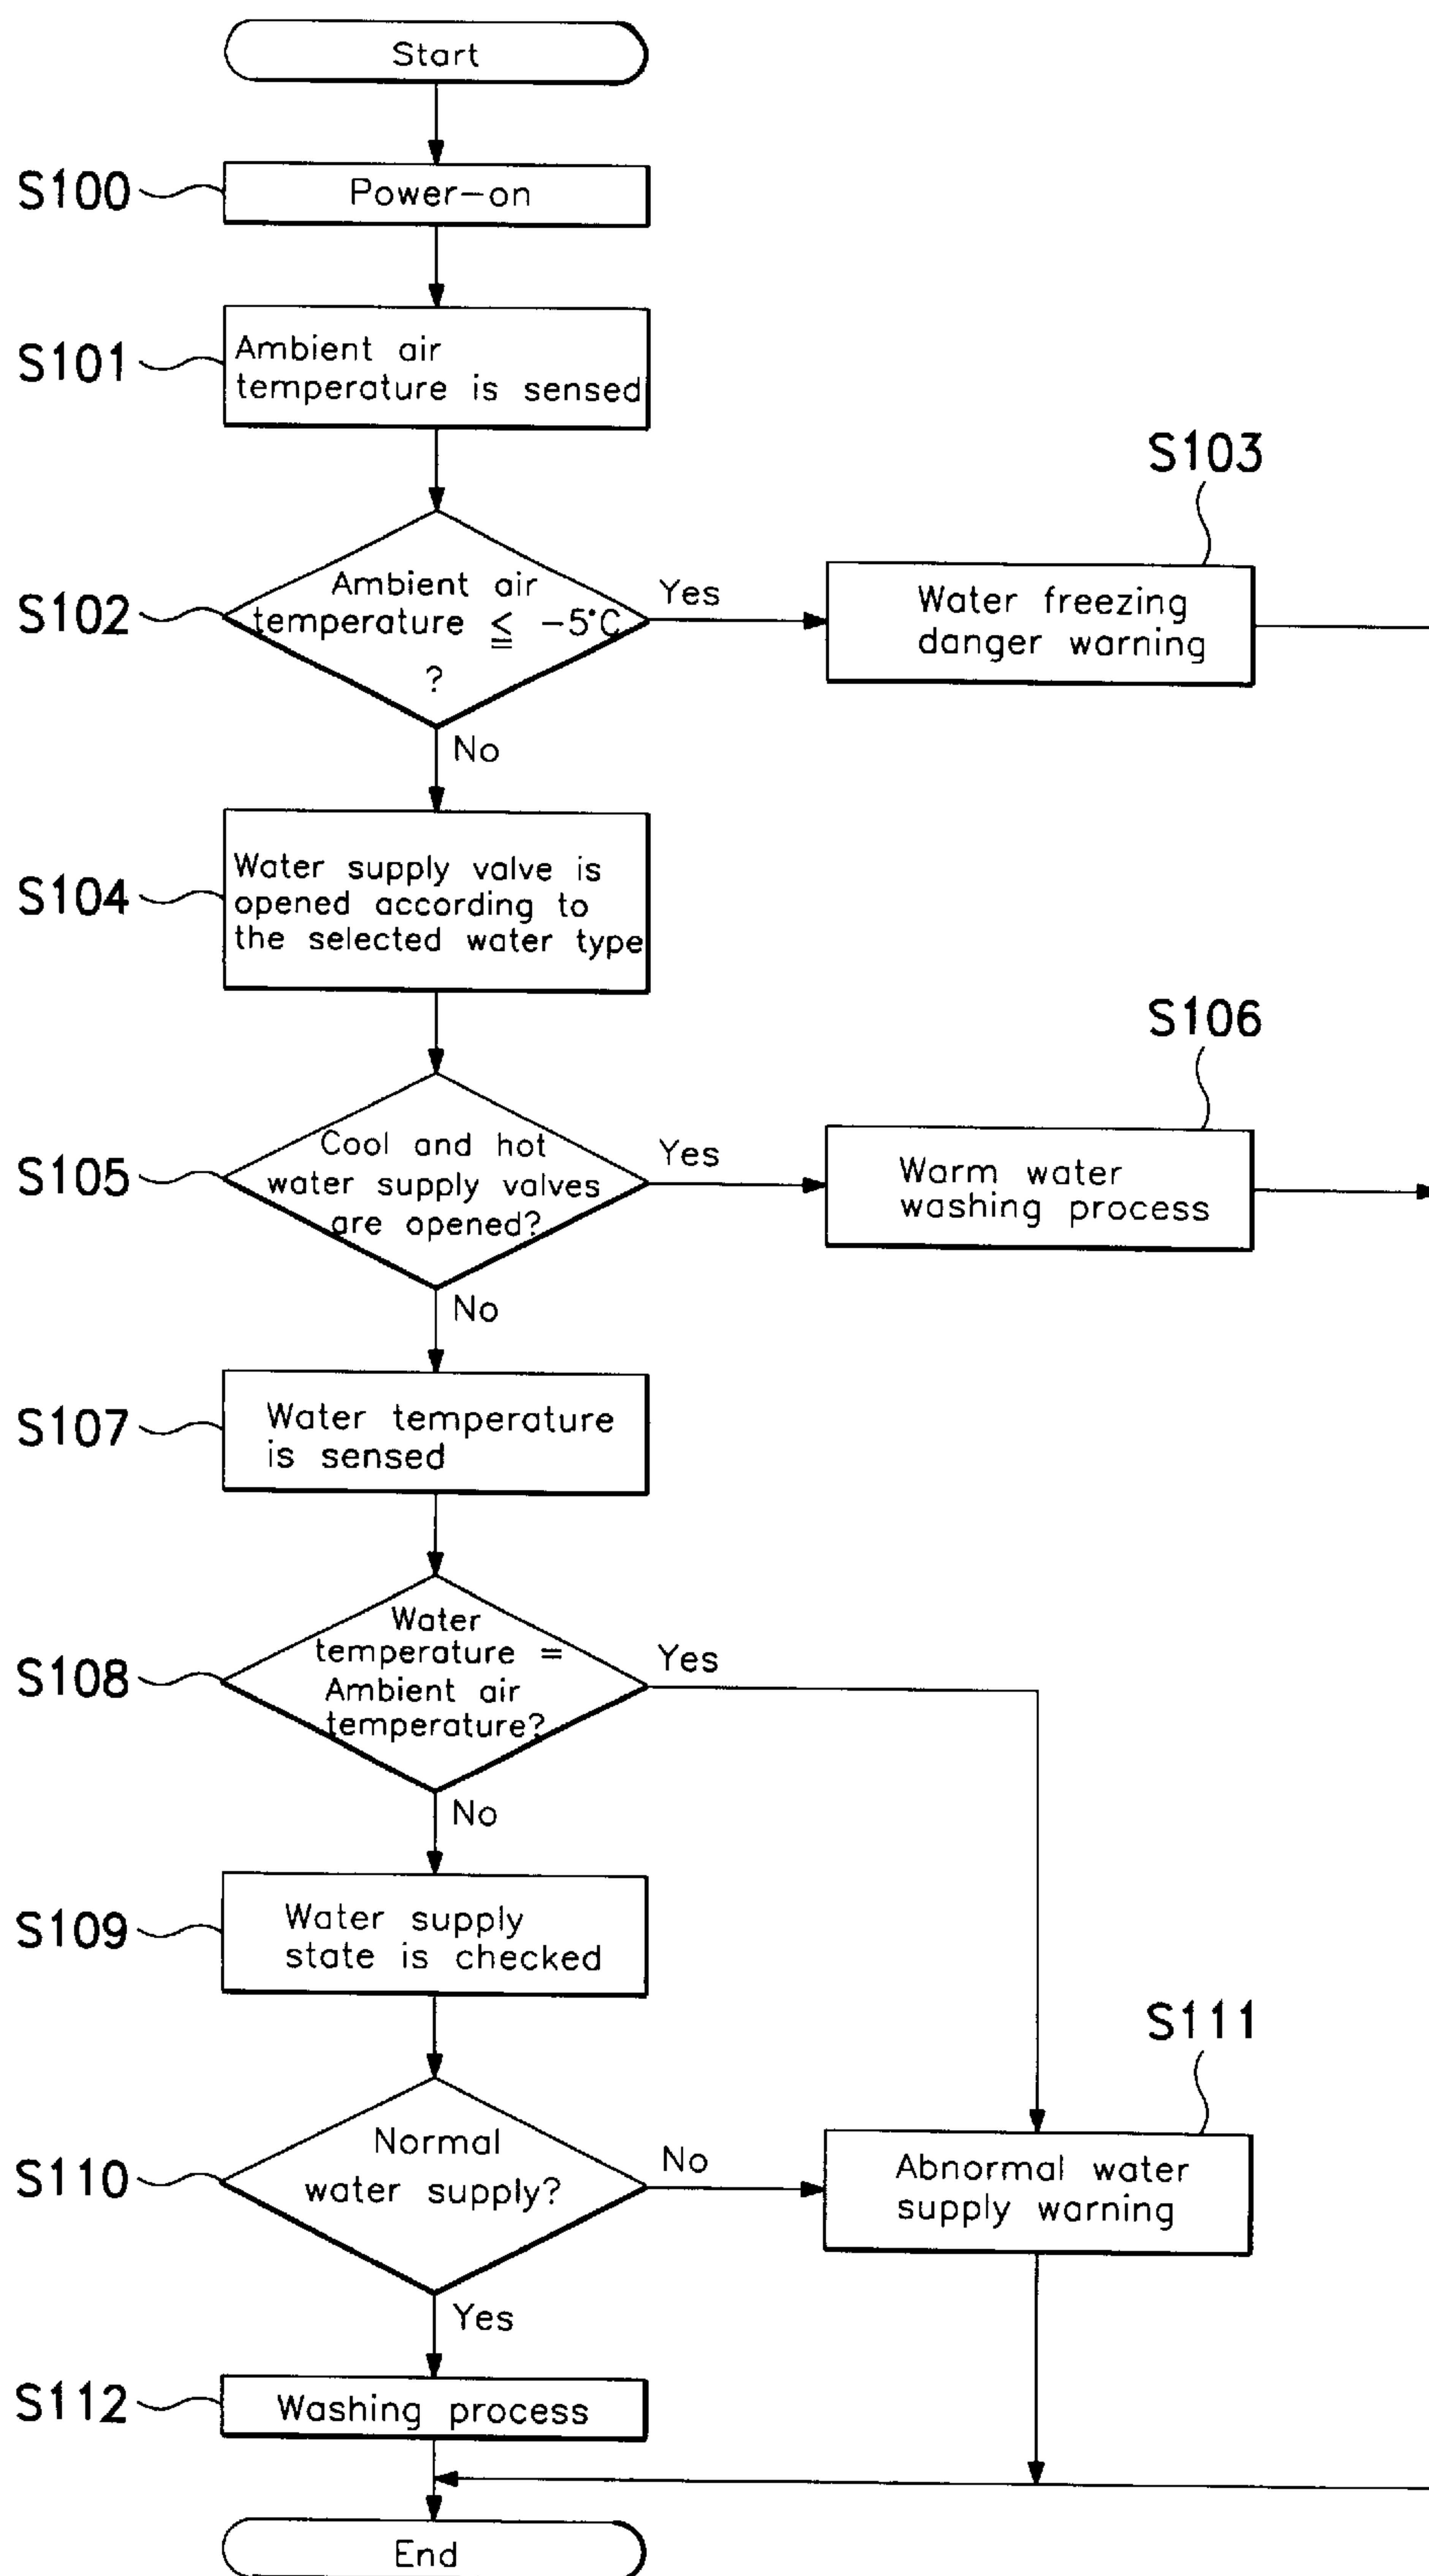 Start
S100
Power-on
S101
Ambient air
temperature is sensed
S102
Ambient air
temperature ≦ -5°C
?
Yes
S103
Water freezing
danger warning
No
S104
Water supply valve is
opened according to
the selected water type
S105
Cool and hot
water supply valves
are opened?
Yes
S106
Warm water
washing process
No
S107
Water temperature
is sensed
S108
Water
temperature =
Ambient air
temperature?
Yes
No
S109
Water supply
state is checked
S110
Normal
water supply?
No
S111
Abnormal water
supply warning
Yes
S112
Washing process
End